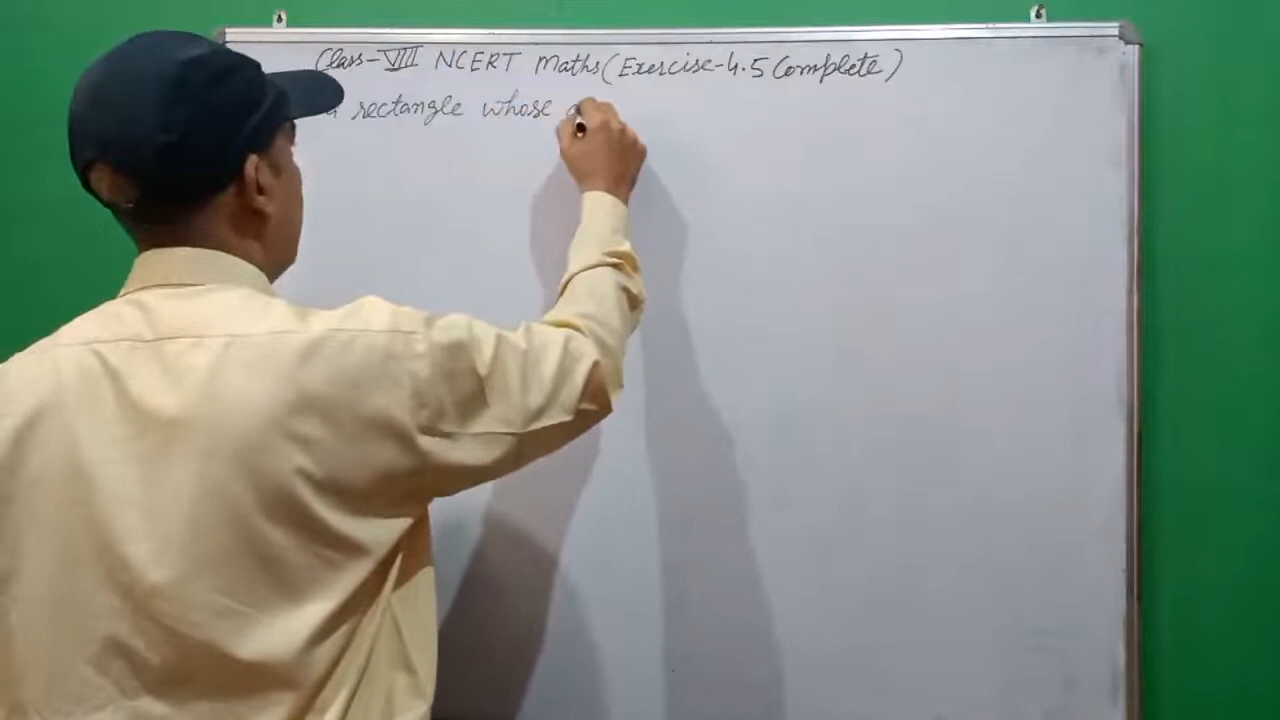 Class-VIII NCERT Maths (Exercise-4.5 Complete)
a rectangle whose